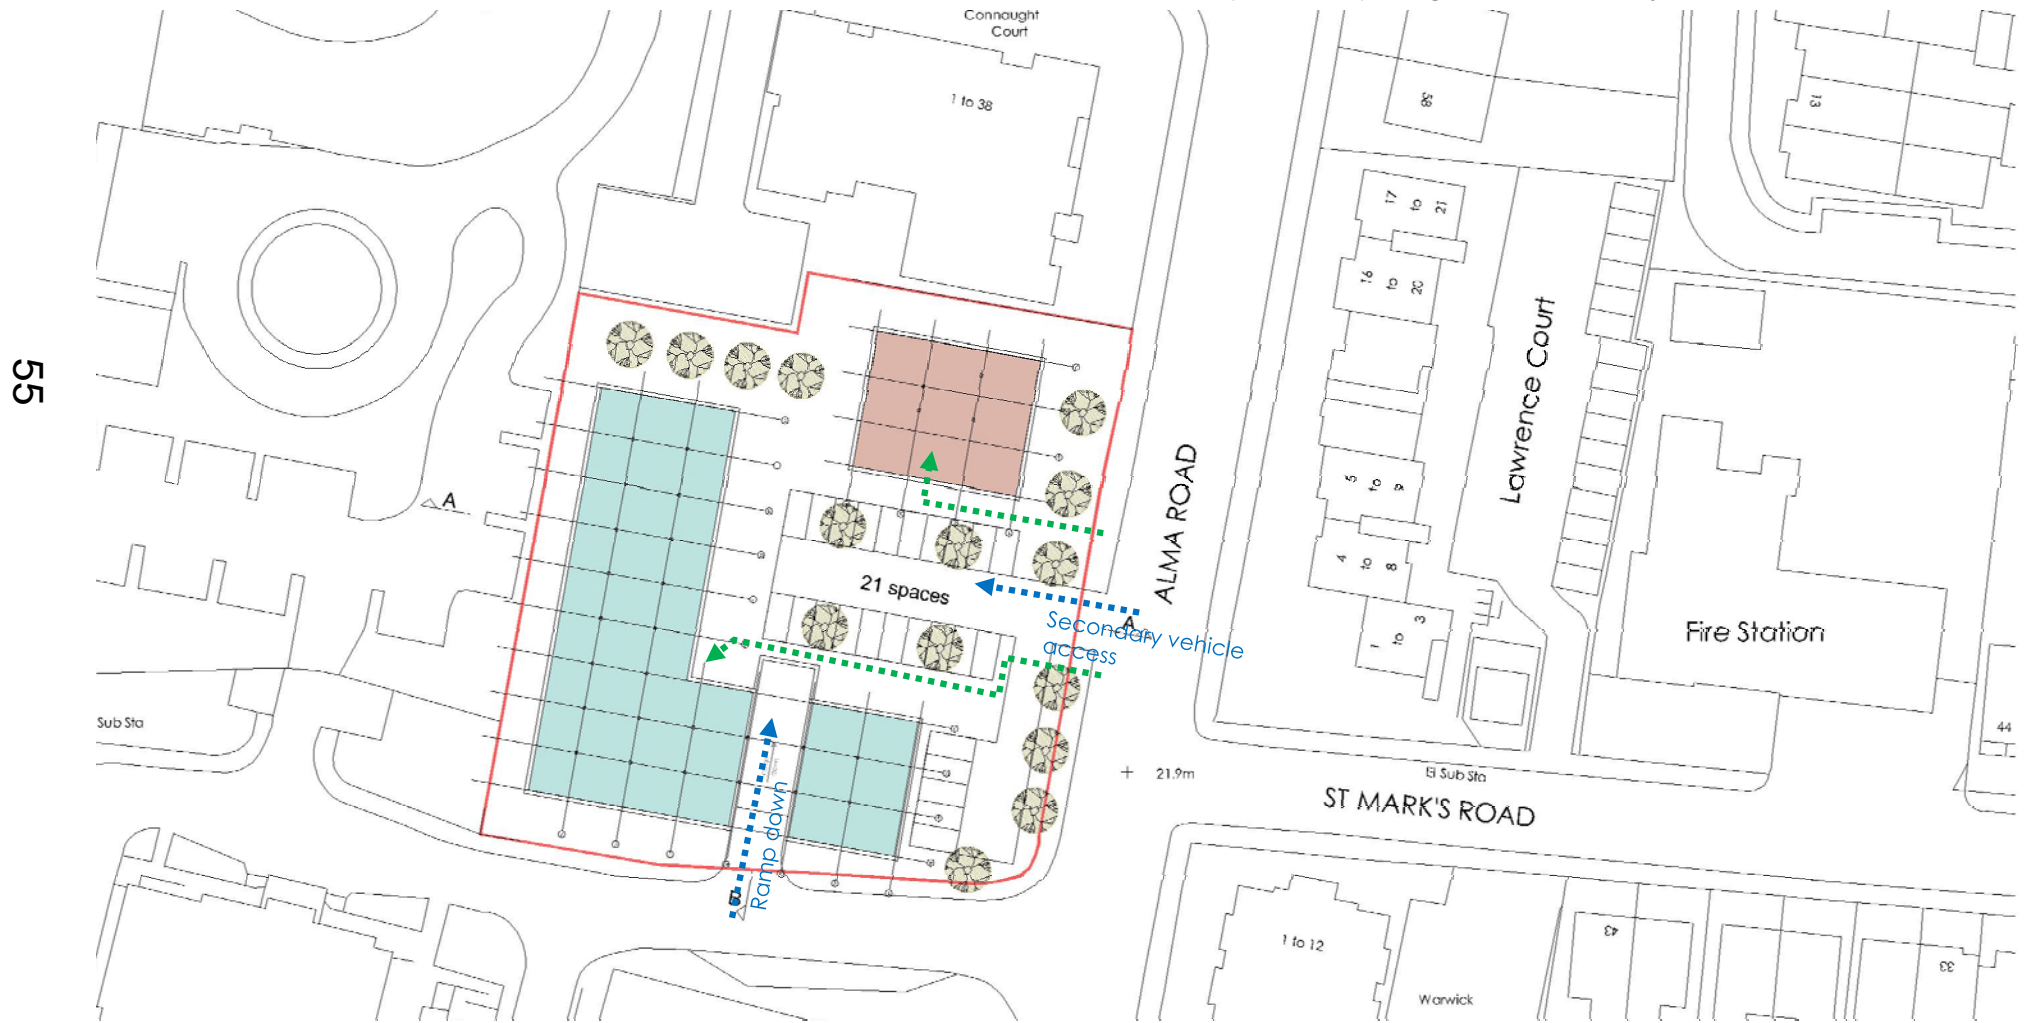 Connaught
Court
1 to 38
58
13
17
to
21
16
to
20
55
Lawrence Court
A
5
to
9
ALMA ROAD
4
to
8
21 spaces
Secondary vehicle
access
A
1
to
3
Fire Station
Sub Sta
44
21.9m
El Sub Sta
ST MARK'S ROAD
Ramp down
B
1 to 12
43
33
Warwick